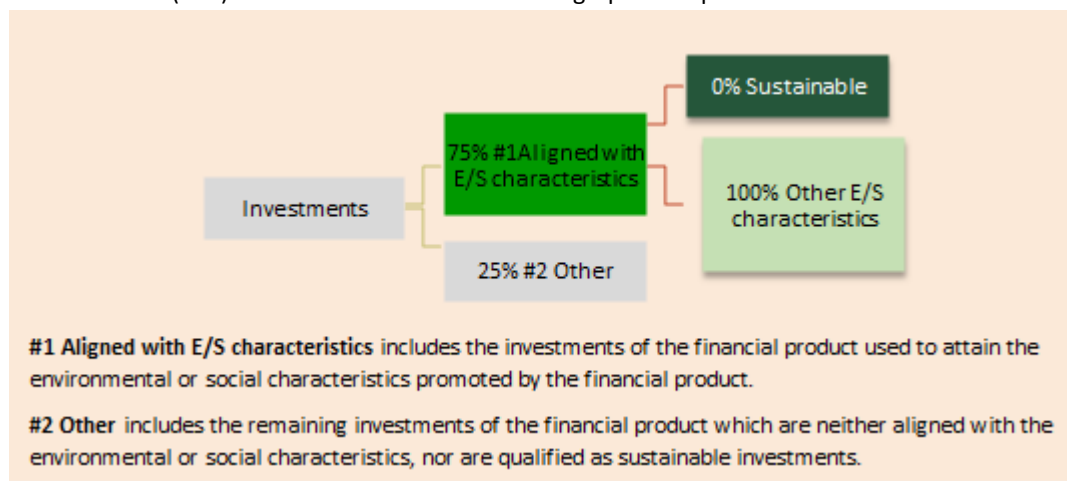 0% Sustainable
75% #1Aligned with
E/S characteristics
Investments
100% Other E/S
characteristics
25% #2 Other
#1 Aligned with E/S characteristics includes the investments of the financial product used to attain the
environmental or social characteristics promoted by the financial product.
#2 Other includes the remaining investments of the financial product which are neither aligned with the
environmental or social characteristics, nor are qualified as sustainable investments.